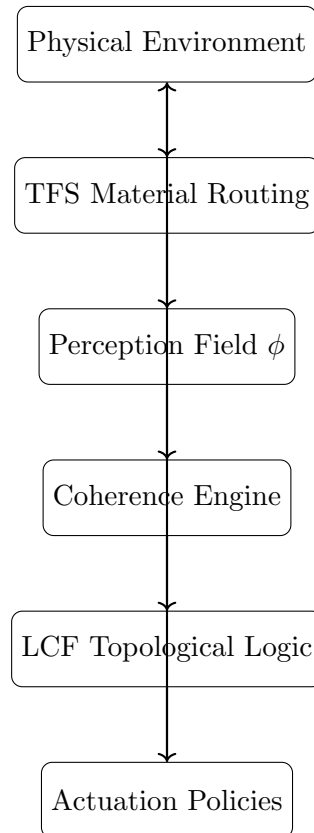 Physical Environment
TFS Material Routing
Perception Field ϕ
Coherence Engine
LCF Topological Logic
Actuation Policies